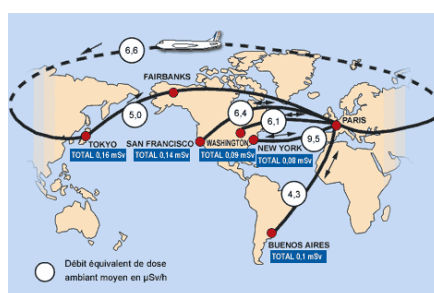 6,6
FAIRBANKS
5,0
6,4
6,1
PARIS
9,5
TOKYO
TOTAL 0,16 mSv
SAN FRANCISCO
TOTAL 0,14 mSv
WASHINGTON
TOTAL 0,09 mSv
NEW YORK
TOTAL 0,08 mSv
4,3
BUENOS AIRES
TOTAL 0,1 mSv
Débit équivalent de dose
ambiant moyen en µSv/h